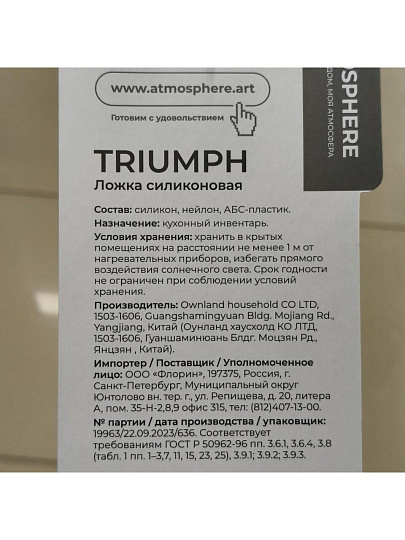 www.atmosphere.art
Готовим с удовольствием
OSPHERE
ДОМ, МОЯ АТМОСФЕРА
TRIUMPH
Ложка силиконовая
Состав: силикон, нейлон, АБС-пластик.
Назначение: кухонный инвентарь.
Условия хранения: хранить в крытых
помещениях на расстоянии не менее 1 м от
нагревательных приборов, избегать прямого
воздействия солнечного света. Срок годности
не ограничен при соблюдении условий
хранения.
Производитель: Ownland household CO LTD,
1503-1606, Guangshamingyuan Bldg. Mojiang Rd.,
Yangjiang, Китай (Оунланд хаусхолд КО ЛТД,
1503-1606, Гуаншаминюань Блдг. Моцзян Рд.,
Янцзян , Китай).
Импортер / Поставщик / Уполномоченное
лицо: ООО «Флорин», 197375, Россия, г.
Санкт-Петербург, Муниципальный округ
Юнтолово вн. тер. г., ул. Репищева, д. 20, литера
А, пом. 35-Н-2,8,9 офис 315, тел: (812)407-13-00.
№ партии / дата производства / упаковщик:
19963/22.09.2023/636. Соответствует
требованиям ГОСТ Р 50962-96 пп. 3.6.1, 3.6.4, 3.8
(табл. 1 пп. 1–3,7, 11, 15, 23, 25), 3.9.1; 3.9.2; 3.9.3.